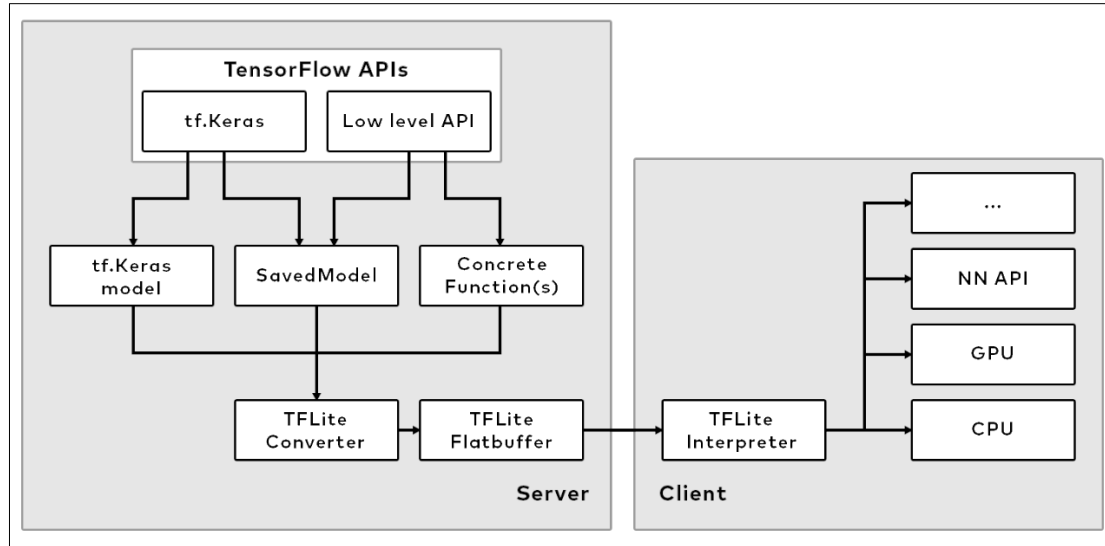 TensorFlow APIs
tf.Keras
Low level API
tf.Keras
model
SavedModel
Concrete
Function(s)
TFLite
Converter
TFLite
Flatbuffer
Server
TFLite
Interpreter
...
NN API
GPU
CPU
Client